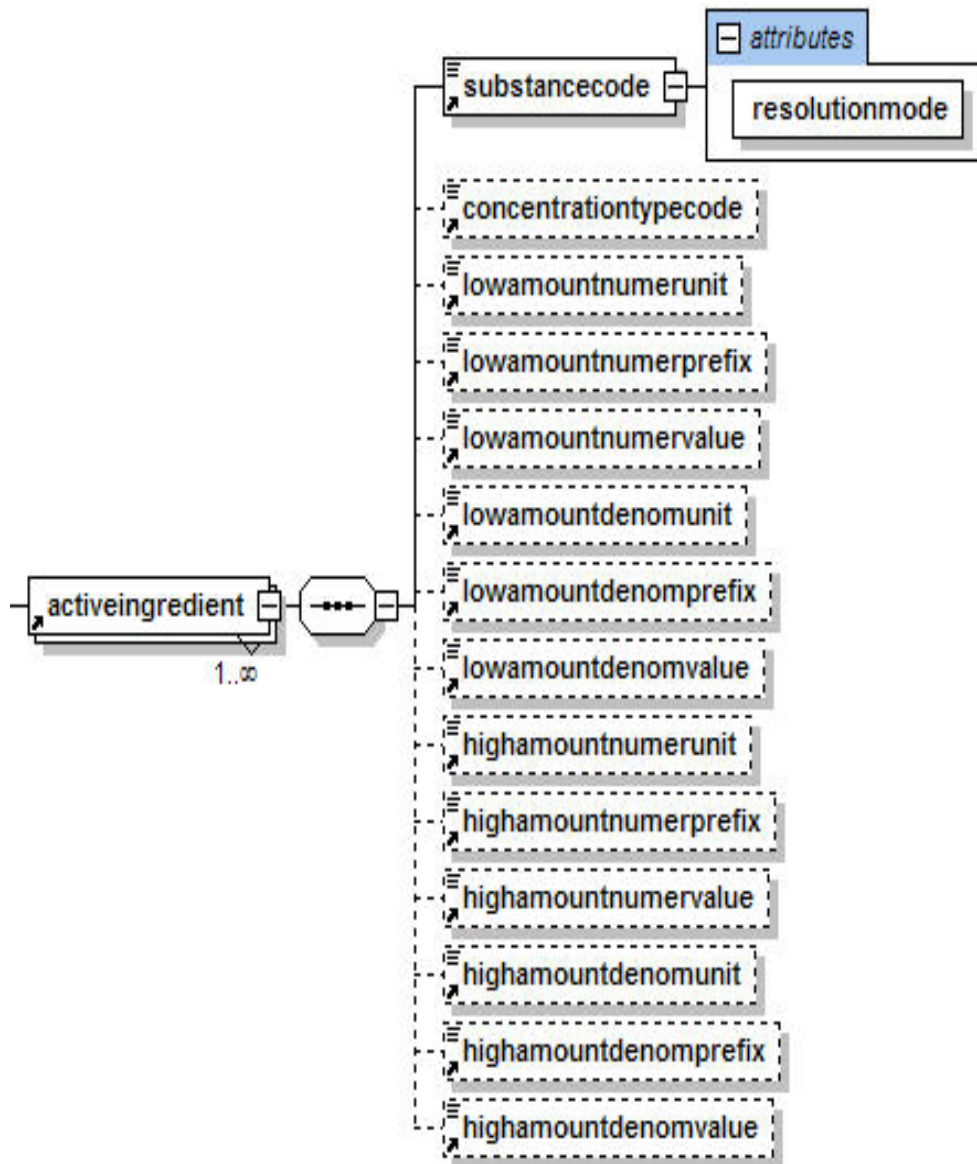 attributes
substancecode
resolutionmode
concentrationtypecode
lowamountnumerunit
lowamountnumerprefix
lowamountnumervalue
lowamountdenomunit
activeingredient
lowamountdenomprefix
1..∞
lowamountdenomvalue
highamountnumerunit
highamountnumerprefix
highamountnumervalue
highamountdenomunit
highamountdenomprefix
highamountdenomvalue